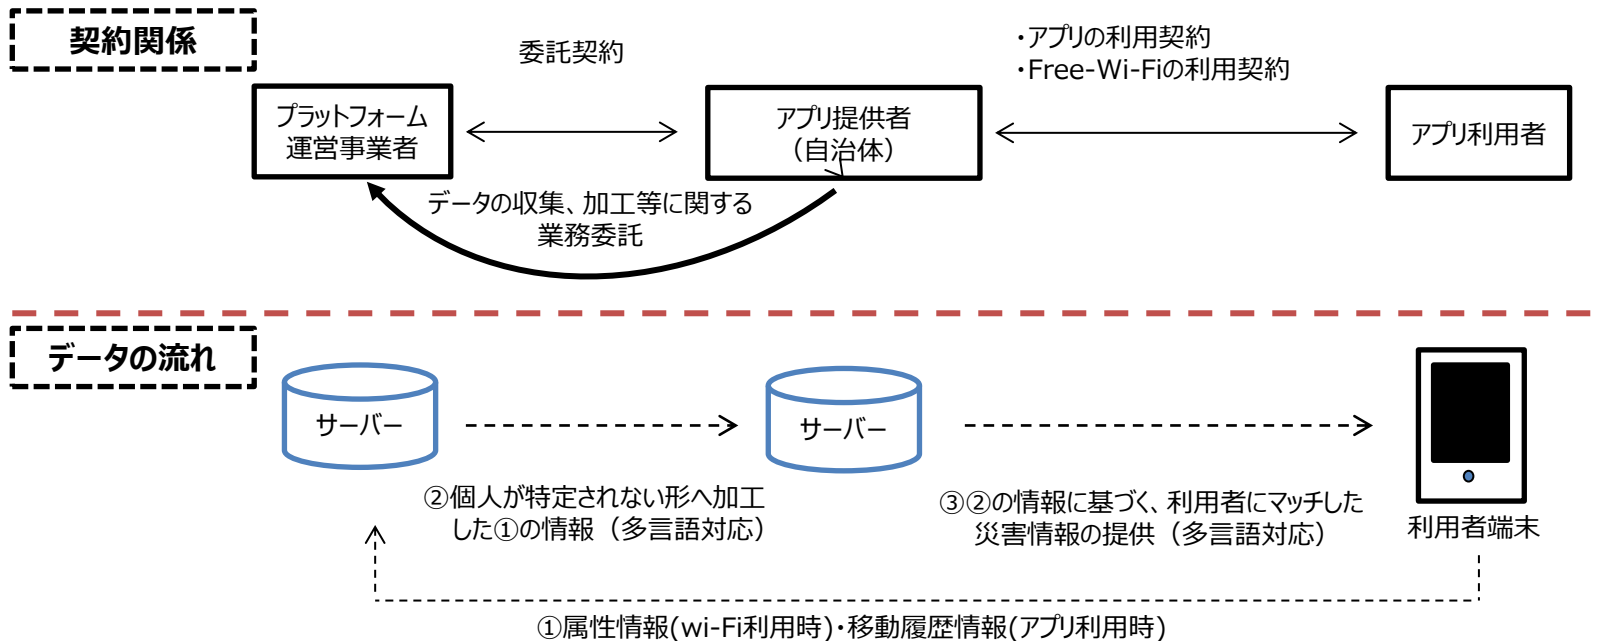 契約関係
委託契約
・アプリの利用契約
・Free-Wi-Fiの利用契約
プラットフォーム
運営事業者
アプリ提供者
（自治体）
アプリ利用者
データの収集、加工等に関する
業務委託
データの流れ
サーバー
サーバー
②個人が特定されない形へ加工
した①の情報（多言語対応）
③②の情報に基づく、利用者にマッチした
災害情報の提供（多言語対応）
利用者端末
①属性情報(wi-Fi利用時)・移動履歴情報(アプリ利用時)